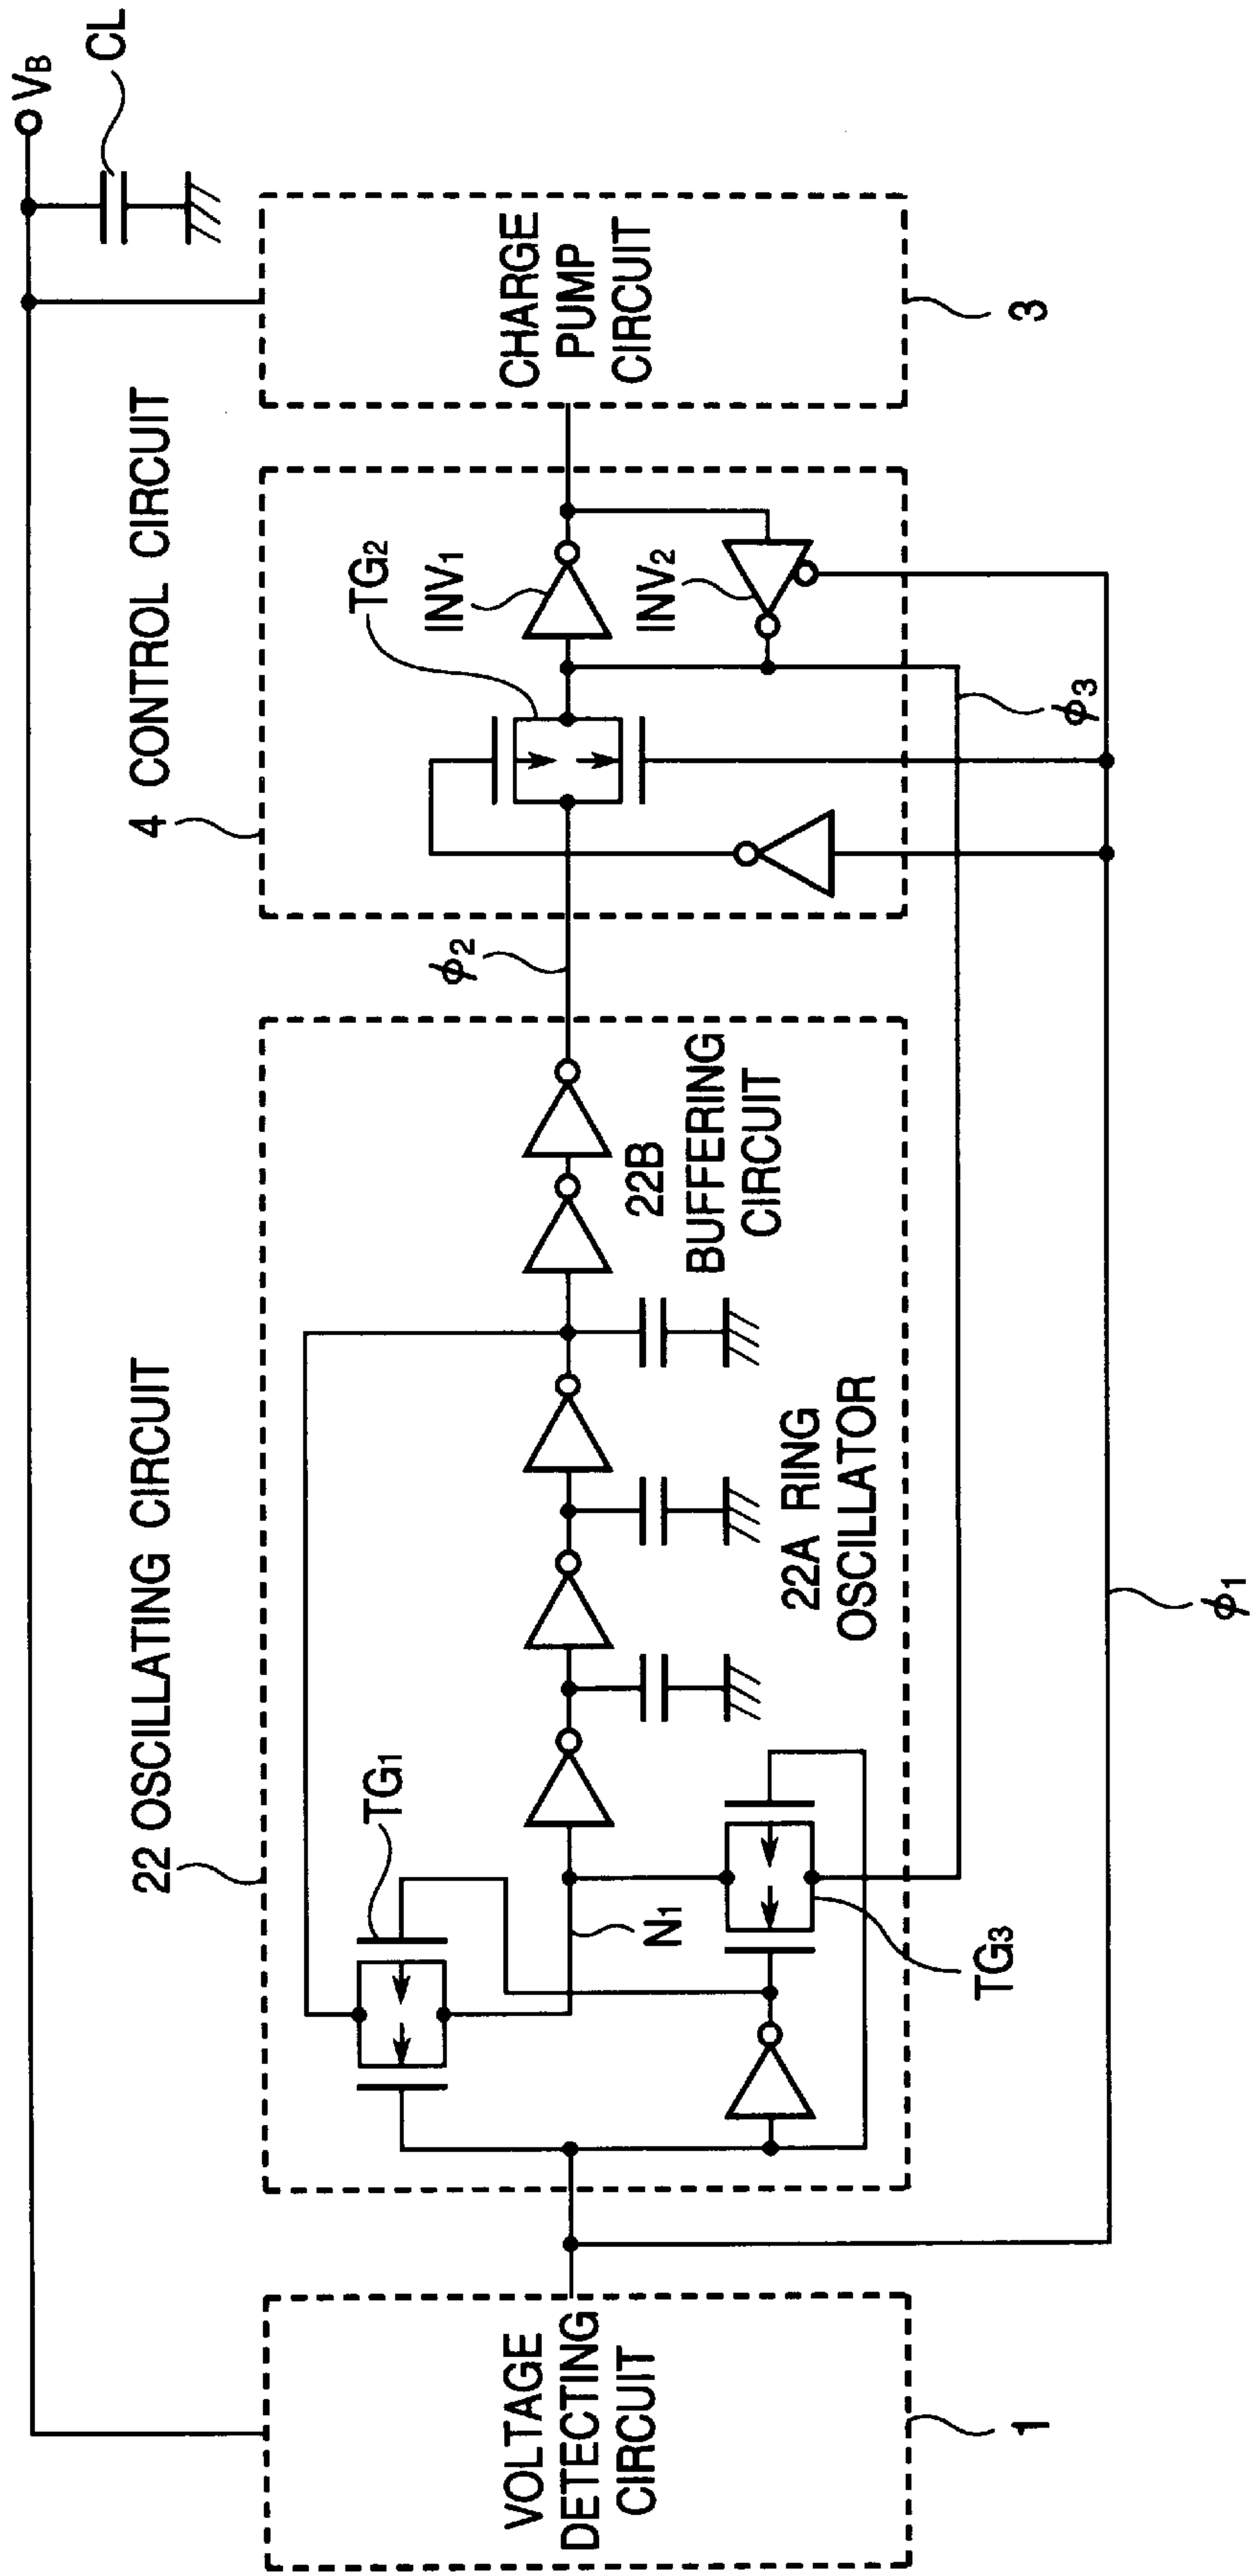 VB
CL
4 CONTROL CIRCUIT
22 OSCILLATING CIRCUIT
TG1
TG2
INV1
INV2
CHARGE
PUMP
CIRCUIT
3
ϕ2
ϕ3
22B
BUFFERING
CIRCUIT
22A RING
OSCILLATOR
N1
TG3
VOLTAGE
DETECTING
CIRCUIT
1
ϕ1